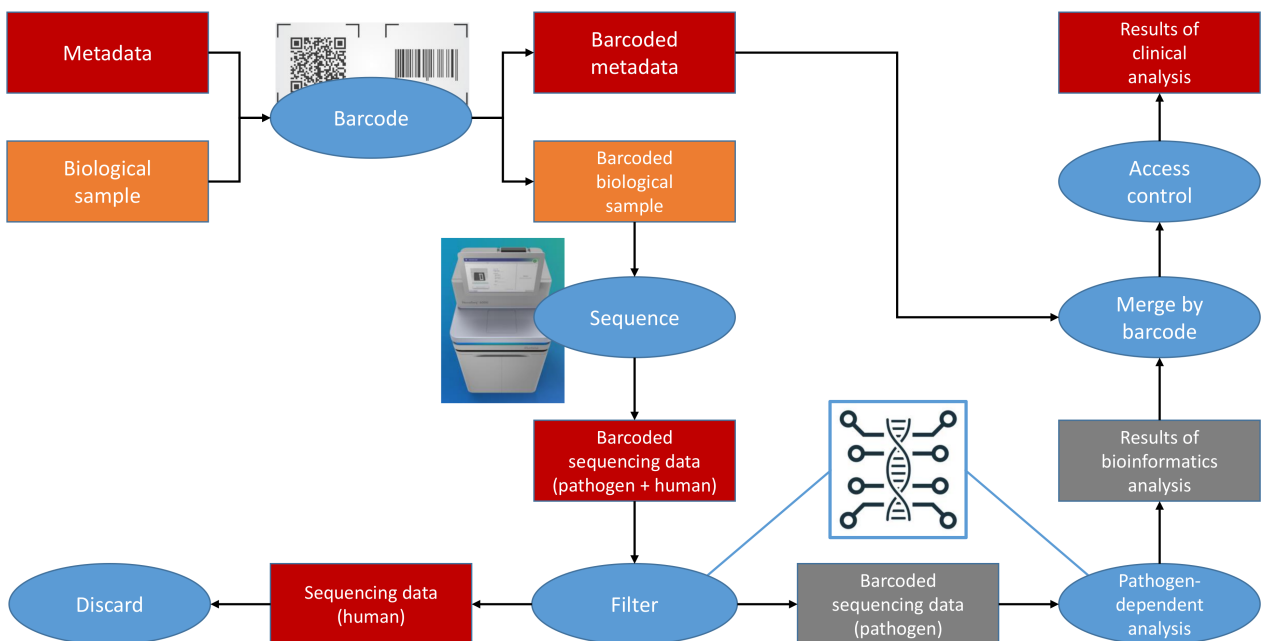 Metadata
Barcode
Barcoded
metadata
Results of
clinical
analysis
Biological
sample
Barcoded
biological
sample
Access
control
Sequence
Merge by
barcode
Barcoded
sequencing data
(pathogen + human)
Results of
bioinformatics
analysis
Discard
Sequencing data
(human)
Filter
Barcoded
sequencing data
(pathogen)
Pathogen-
dependent
analysis